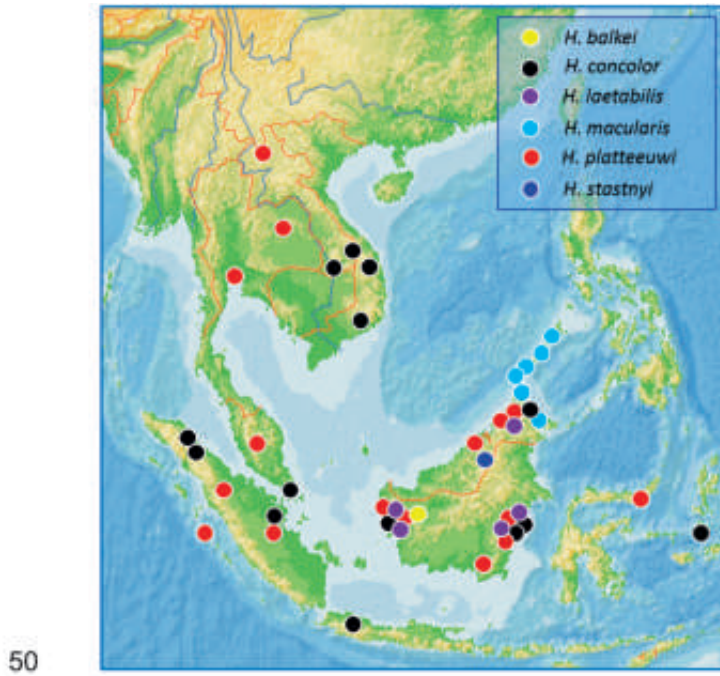 H. balkei
H. concolor
H. laetabilis
H. macularis
H. platteeuwi
H. stastnyi
50